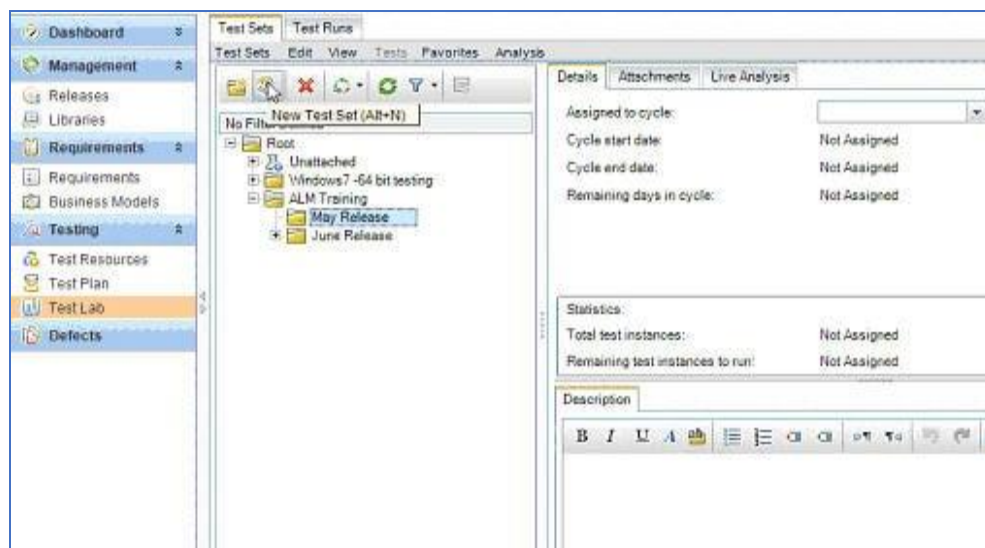 Dashboard
Management
Releases
Libraries
Requirements
Requirements
Business Models
Testing
Test Resources
Test Plan
Test Lab
Defects
Test Sets Test Runs
Test Sets Edit View Tests Favorites Analysis
New Test Set (Alt+N)
No Filter
Root
Unattached
Windows7 -64 bit testing
ALM Training
May Release
June Release
Details Attachments Live Analysis
Assigned to cycle:
Cycle start date: Not Assigned
Cycle end date: Not Assigned
Remaining days in cycle: Not Assigned
Statistics:
Total test instances: Not Assigned
Remaining test instances to run: Not Assigned
Description
B I U A ab